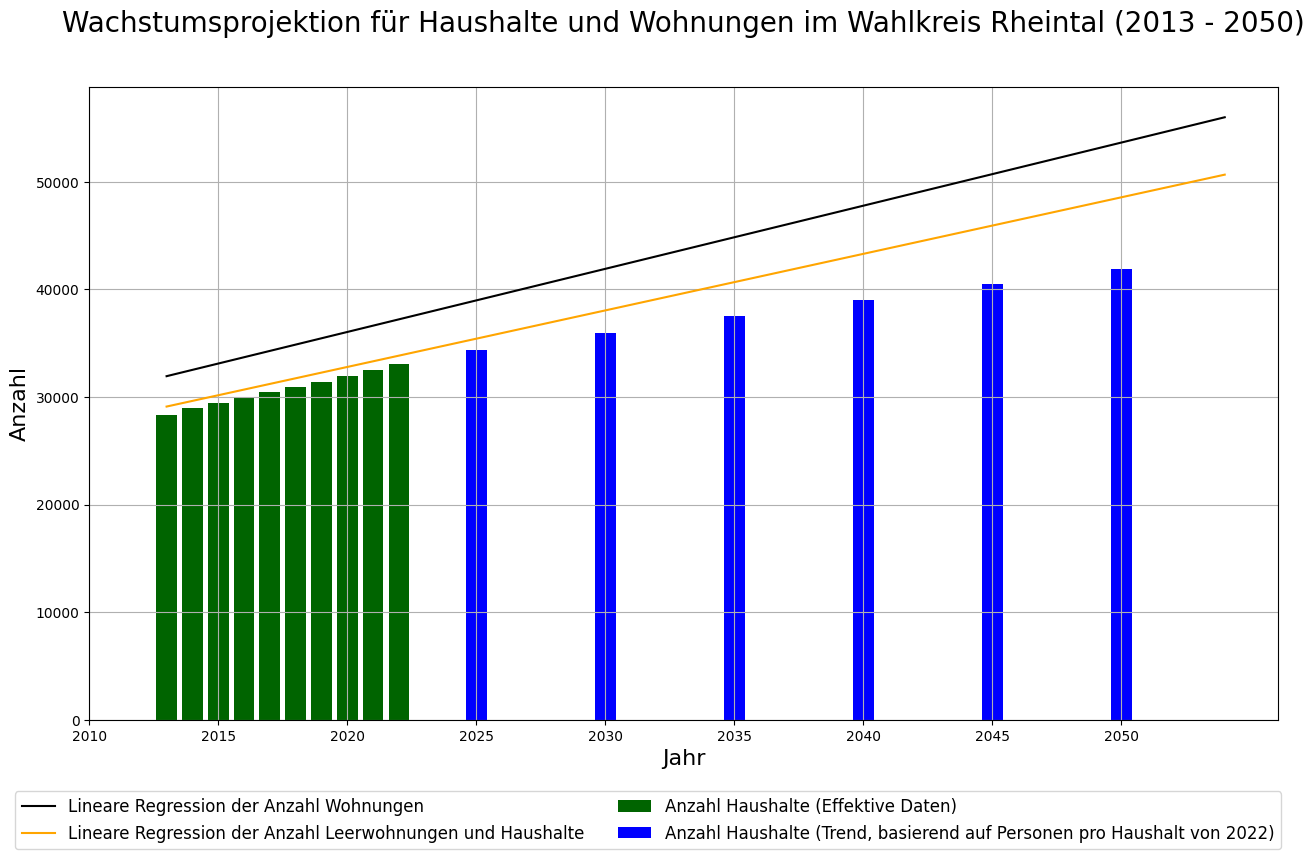 Wachstumsprojektion für Haushalte und Wohnungen im Wahlkreis Rheintal (2013 - 2050)
Anzahl
50000
40000
30000
20000
10000
0
2010 2015 2020 2025 2030 2035 2040 2045 2050
Jahr
Lineare Regression der Anzahl Wohnungen
Lineare Regression der Anzahl Leerwohnungen und Haushalte
Anzahl Haushalte (Effektive Daten)
Anzahl Haushalte (Trend, basierend auf Personen pro Haushalt von 2022)